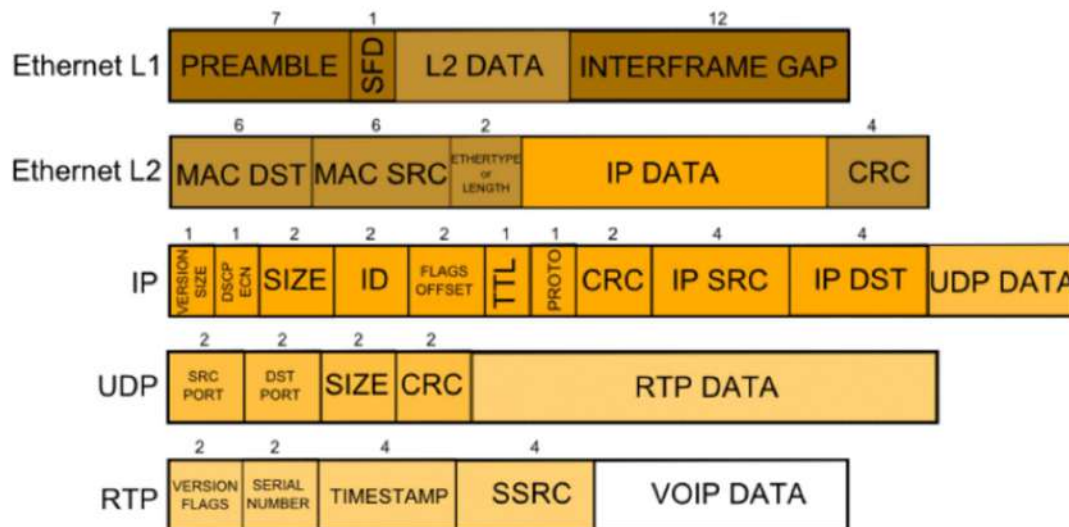 7 1 12
Ethernet L1 PREAMBLE SFD L2 DATA INTERFRAME GAP
6 6 2 4
Ethernet L2 MAC DST MAC SRC ETHERTYPE or LENGTH IP DATA CRC
1 1 2 2 2 1 1 2 4 4
IP VERSION SIZE DSCP ECN SIZE ID FLAGS OFFSET TTL PROTO CRC IP SRC IP DST UDP DATA
2 2 2 2
UDP SRC PORT DST PORT SIZE CRC RTP DATA
2 2 4 4
RTP VERSION FLAGS SERIAL NUMBER TIMESTAMP SSRC VOIP DATA